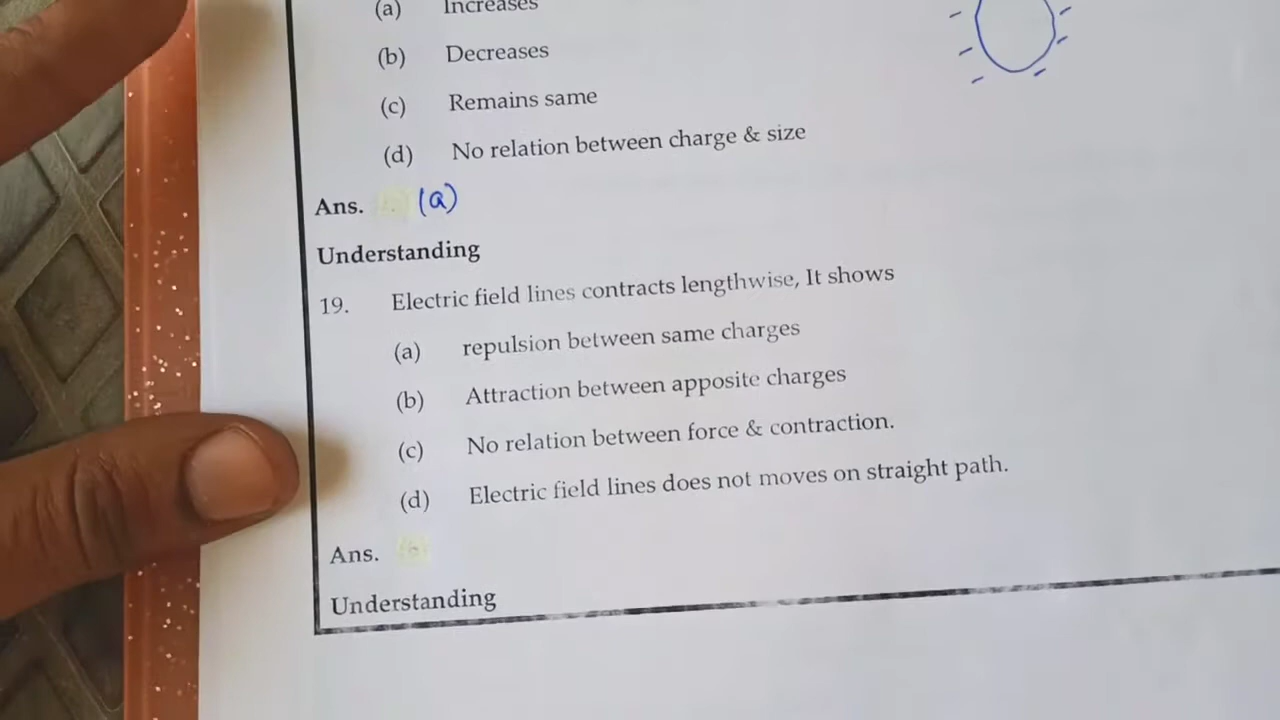 (a) Increases
(b) Decreases
(c) Remains same
(d) No relation between charge & size
Ans. (a)
Understanding
19. Electric field lines contracts lengthwise, It shows
(a) repulsion between same charges
(b) Attraction between apposite charges
(c) No relation between force & contraction.
(d) Electric field lines does not moves on straight path.
Ans.
Understanding